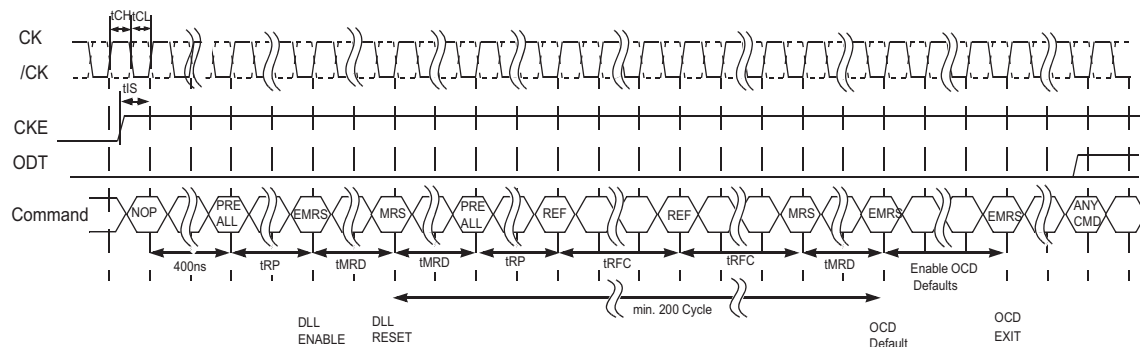 tCH tCL
CK
/CK
tIS
CKE
ODT
Command
NOP
PRE
ALL
EMRS
MRS
PRE
ALL
REF
REF
MRS
EMRS
EMRS
ANY
CMD
400ns
tRP
tMRD
tMRD
tRP
tRFC
tRFC
tMRD
Enable OCD
Defaults
min. 200 Cycle
DLL
ENABLE
DLL
RESET
OCD
Default
OCD
EXIT